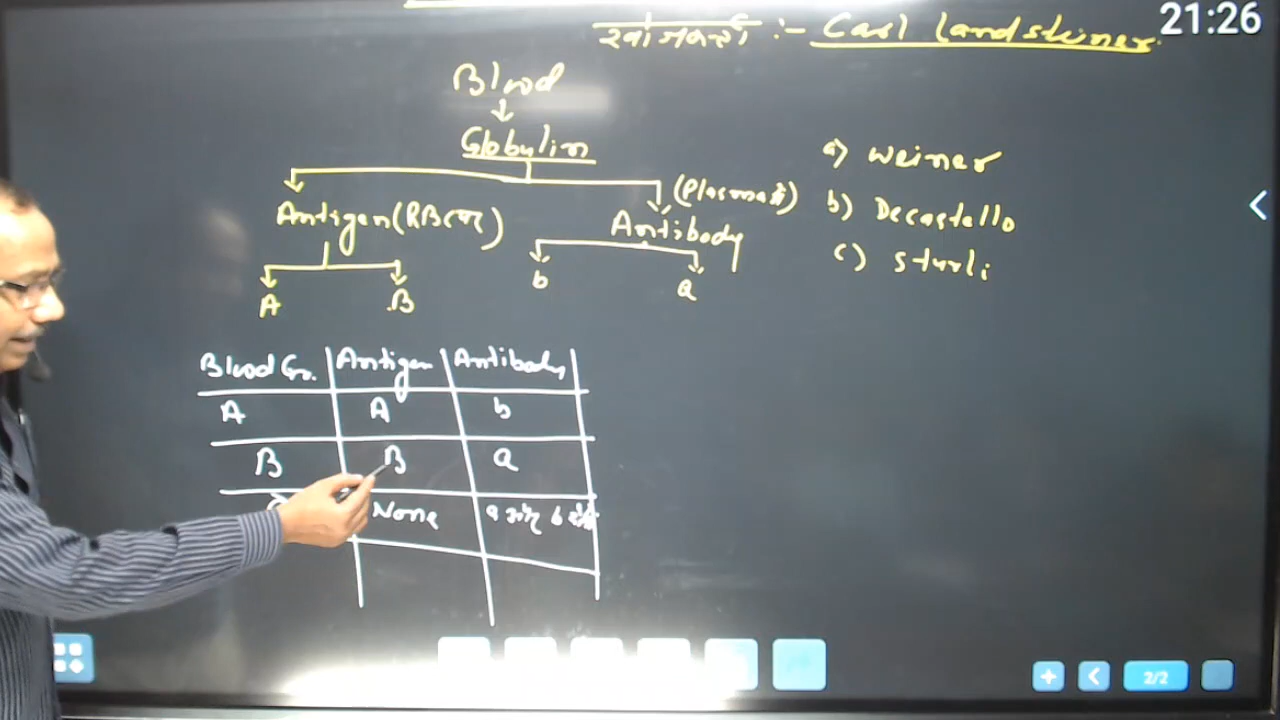 खोजकर्ता :- Carl landsteiner.
21:26
Blood
Globulin
a) weiner
(Plasma में)
Antigen (RBC पर)
Antibody
b) Decastello
A
B
b
a
c) sturli
Blood Gr. Antigen Antibody
A A b
B B a
None a और b दोनों
2/2